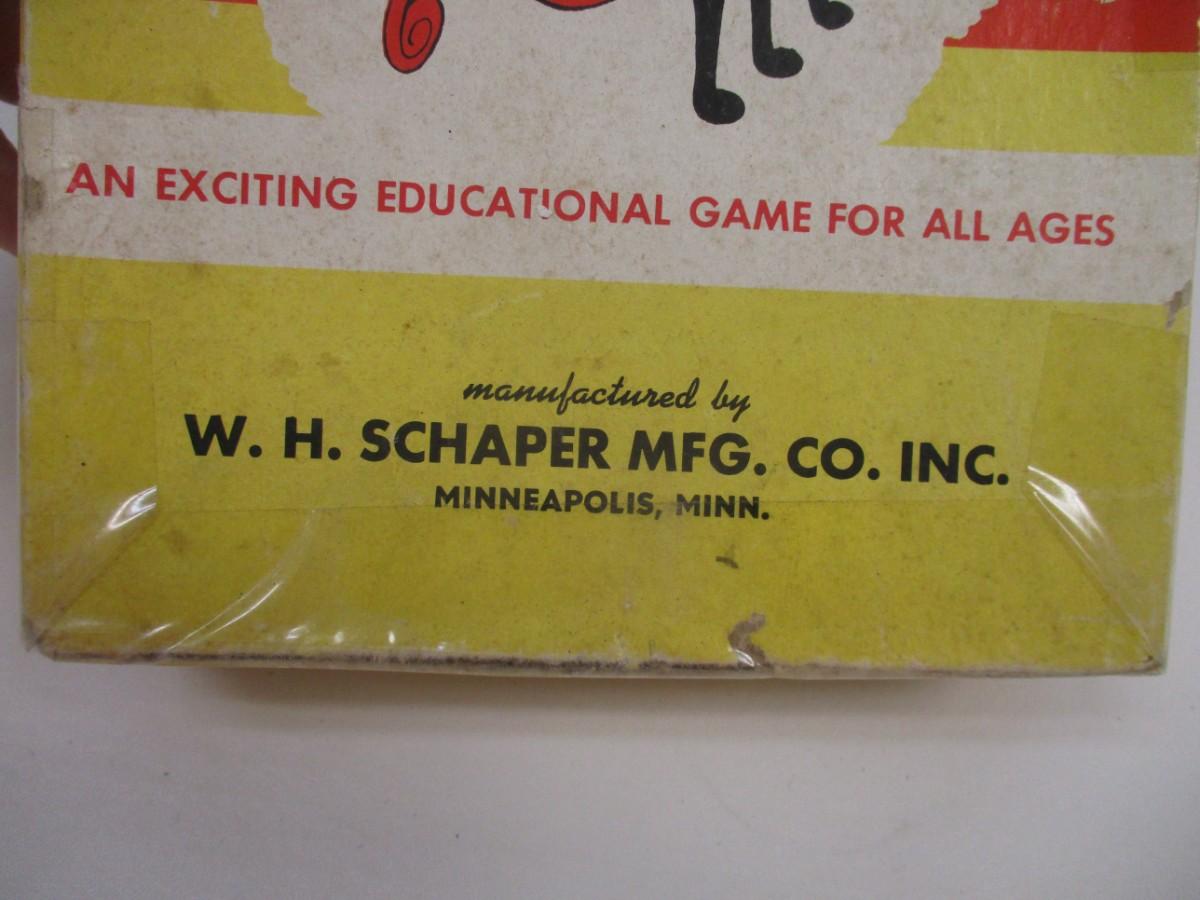 AN EXCITING EDUCATIONAL GAME FOR ALL AGES
manufactured by
W. H. SCHAPER MFG. CO. INC.
MINNEAPOLIS, MINN.